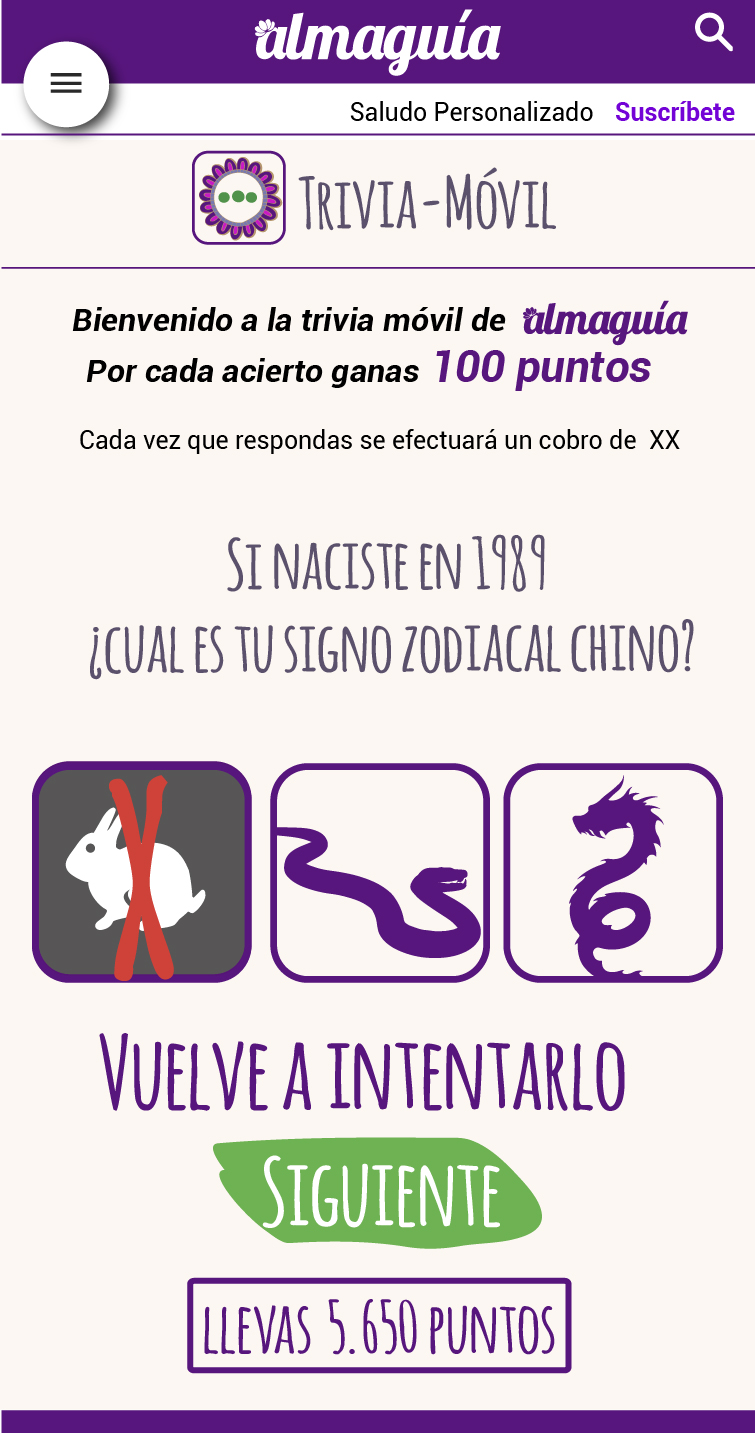 almaguía
Saludo Personalizado Suscríbete
Trivia-Móvil
Bienvenido a la trivia móvil de almaguía
Por cada acierto ganas 100 puntos
Cada vez que respondas se efectuará un cobro de XX
Si naciste en 1989
¿cual es tu signo zodiacal chino?
Vuelve a intentarlo
Siguiente
llevas 5.650 puntos